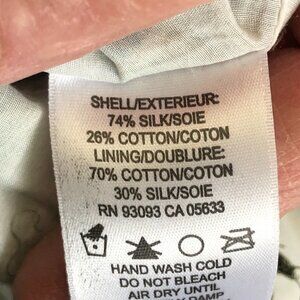 SHELL/EXTERIEUR:
74% SILK/SOIE
26% COTTON/COTON
LINING/DOUBLURE:
70% COTTON/COTON
30% SILK/SOIE
RN 93093 CA 05633
HAND WASH COLD
DO NOT BLEACH
AIR DRY UNTIL
DAMP